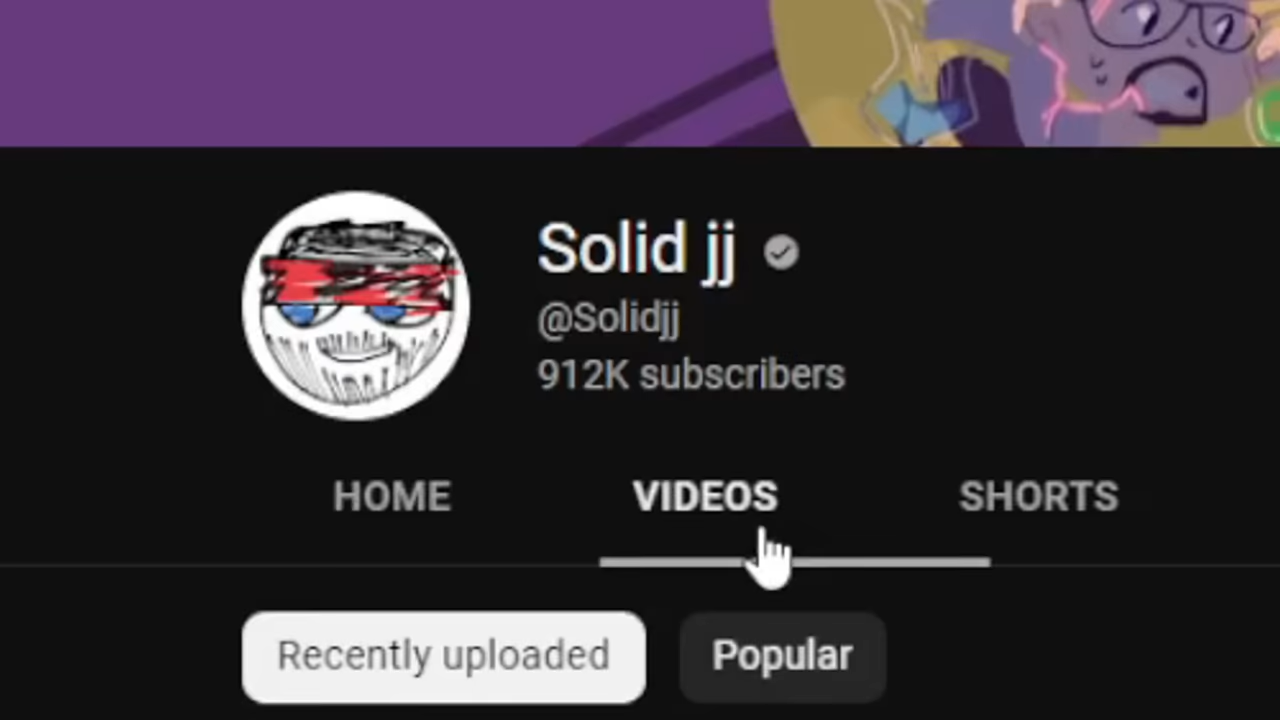 Solid jj
@Solidjj
912K subscribers
HOME VIDEOS SHORTS
Recently uploaded Popular